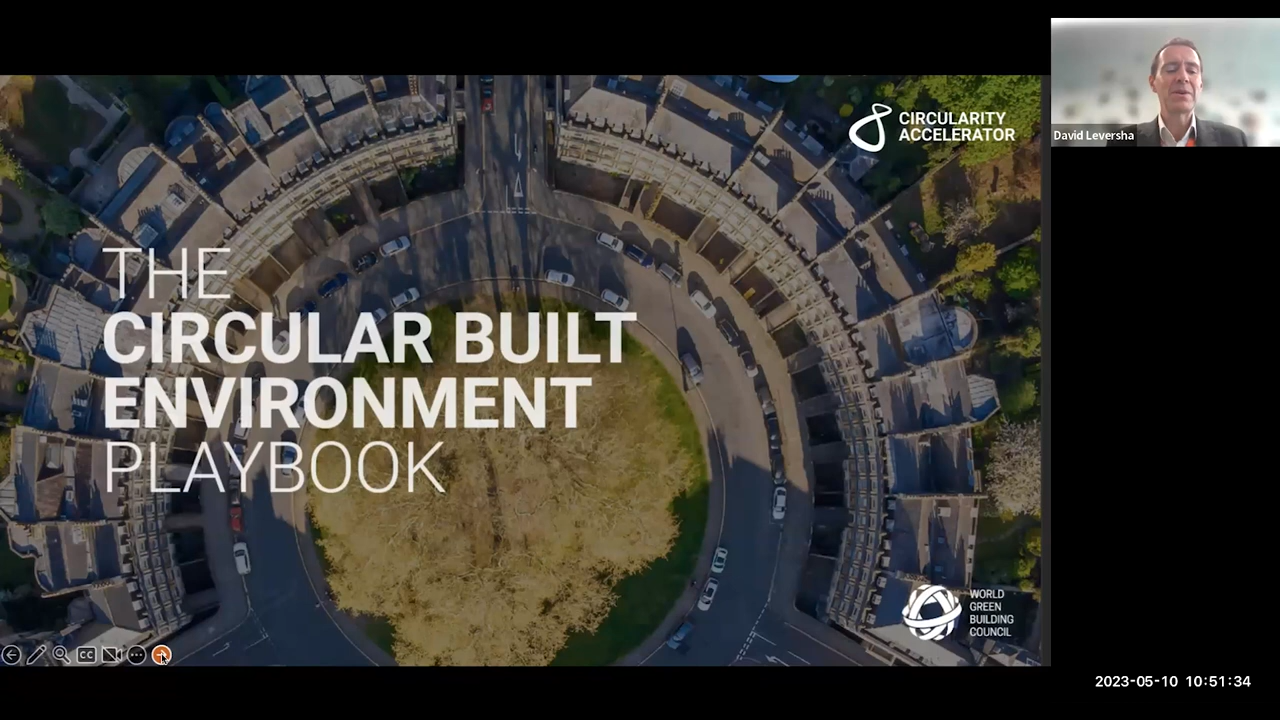 CIRCULARITY
ACCELERATOR
David Leversha
THE
CIRCULAR BUILT
ENVIRONMENT
PLAYBOOK
WORLD
GREEN
BUILDING
COUNCIL
CC
2023-05-10 10:51:34